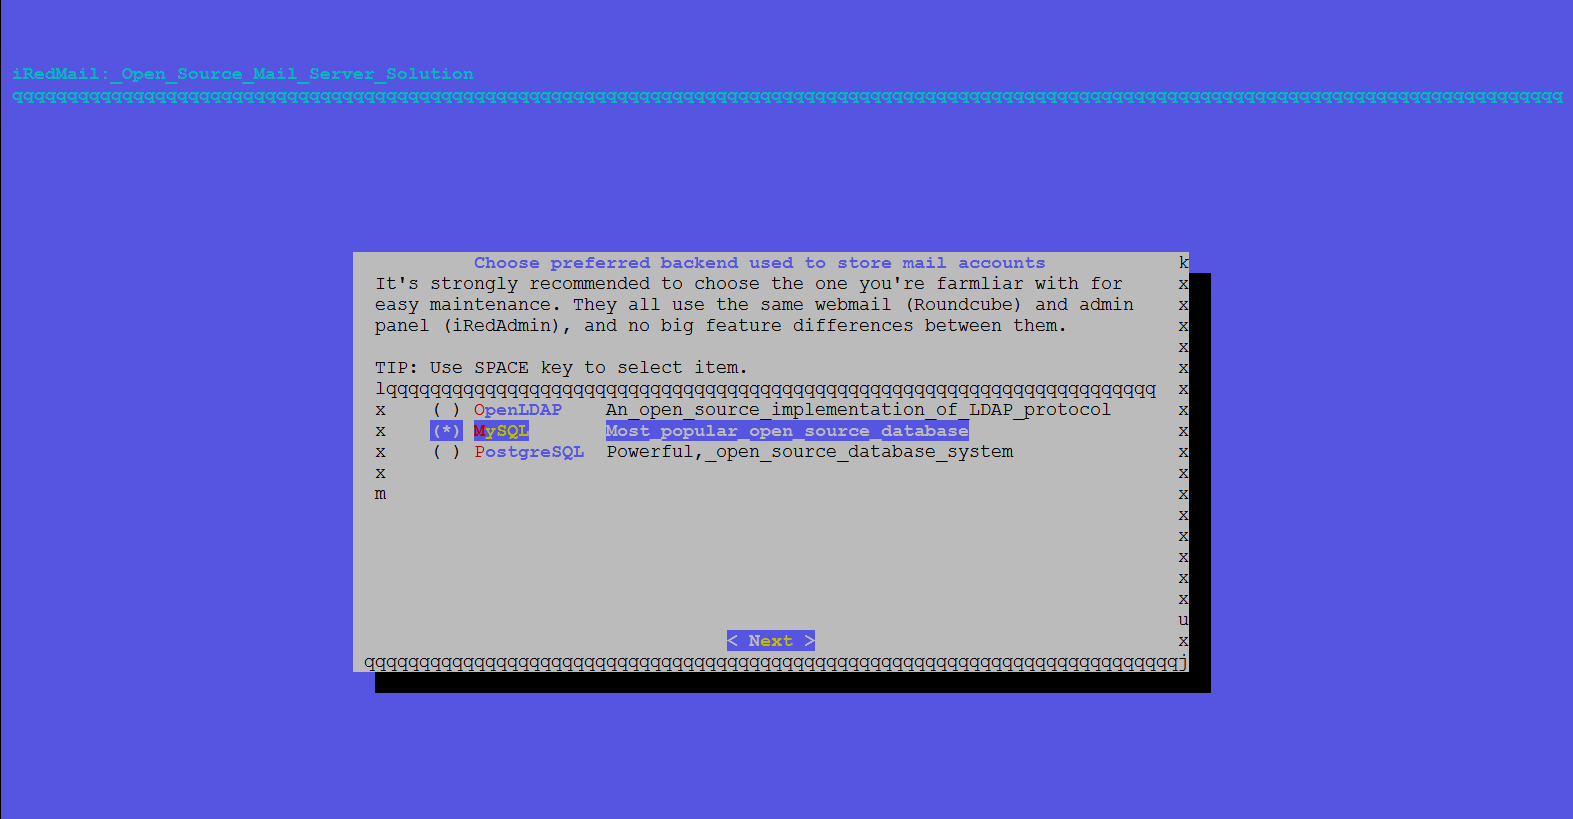 iRedMail:_Open_Source_Mail_Server_Solution
qqqqqqqqqqqqqqqqqqqqqqqqqqqqqqqqqqqqqqqqqqqqqqqqqqqqqqqqqqqqqqqqqqqqqqqqqqqqqqqqqqqqqqqqqqqqqqqqqqqqqqqqqqqqqqqqqqqqqqqqqqqqqqqqqqqqqqqqq
Choose preferred backend used to store mail accounts k
It's strongly recommended to choose the one you're farmliar with for x
easy maintenance. They all use the same webmail (Roundcube) and admin x
panel (iRedAdmin), and no big feature differences between them. x
x
TIP: Use SPACE key to select item. x
lqqqqqqqqqqqqqqqqqqqqqqqqqqqqqqqqqqqqqqqqqqqqqqqqqqqqqqqqqqqqqqqqqqqqqq x
x ( ) OpenLDAP An_open_source_implementation_of_LDAP_protocol x
x (*) MySQL Most_popular_open_source_database x
x ( ) PostgreSQL Powerful,_open_source_database_system x
x x
m x
x
x
x
x
x
u
< Next > x
qqqqqqqqqqqqqqqqqqqqqqqqqqqqqqqqqqqqqqqqqqqqqqqqqqqqqqqqqqqqqqqqqqqqqqqqqqj